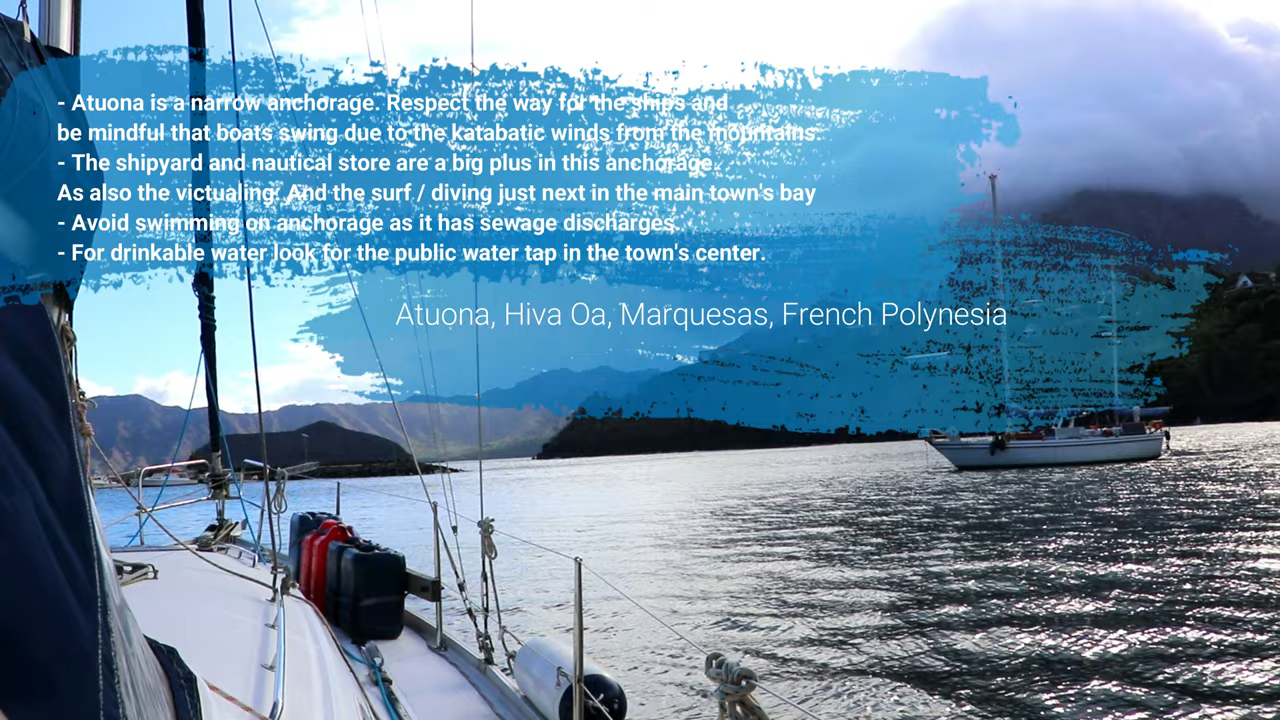 - Atuona is a narrow anchorage. Respect the way for the ships and
be mindful that boats swing due to the katabatic winds from the mountains.
- The shipyard and nautical store are a big plus in this anchorage.
As also the victualing. And the surf / diving just next in the main town's bay
- Avoid swimming on anchorage as it has sewage discharges.
- For drinkable water look for the public water tap in the town's center.
Atuona, Hiva Oa, Marquesas, French Polynesia